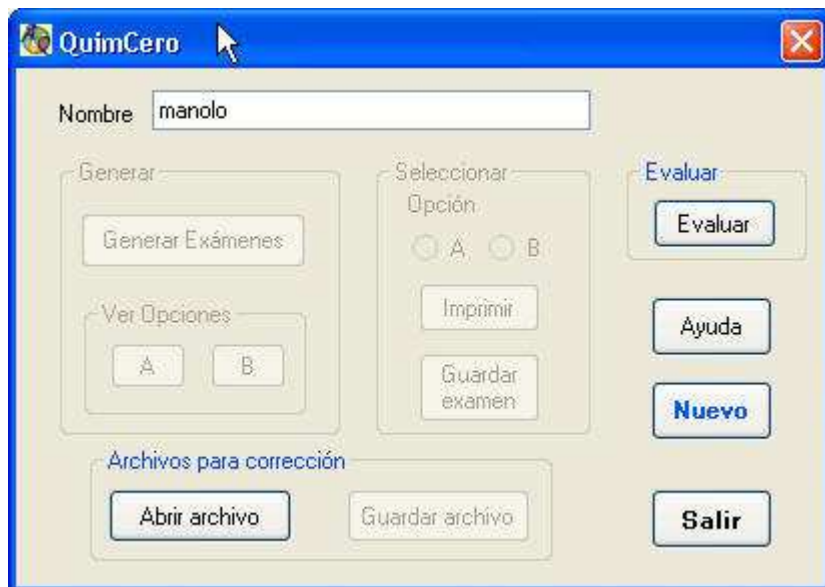 QuimCero
Nombre manolo
Generar
Generar Exámenes
Ver Opciones
A B
Seleccionar
Opción
A B
Imprimir
Guardar
examen
Evaluar
Evaluar
Ayuda
Nuevo
Archivos para corrección
Abrir archivo Guardar archivo
Salir